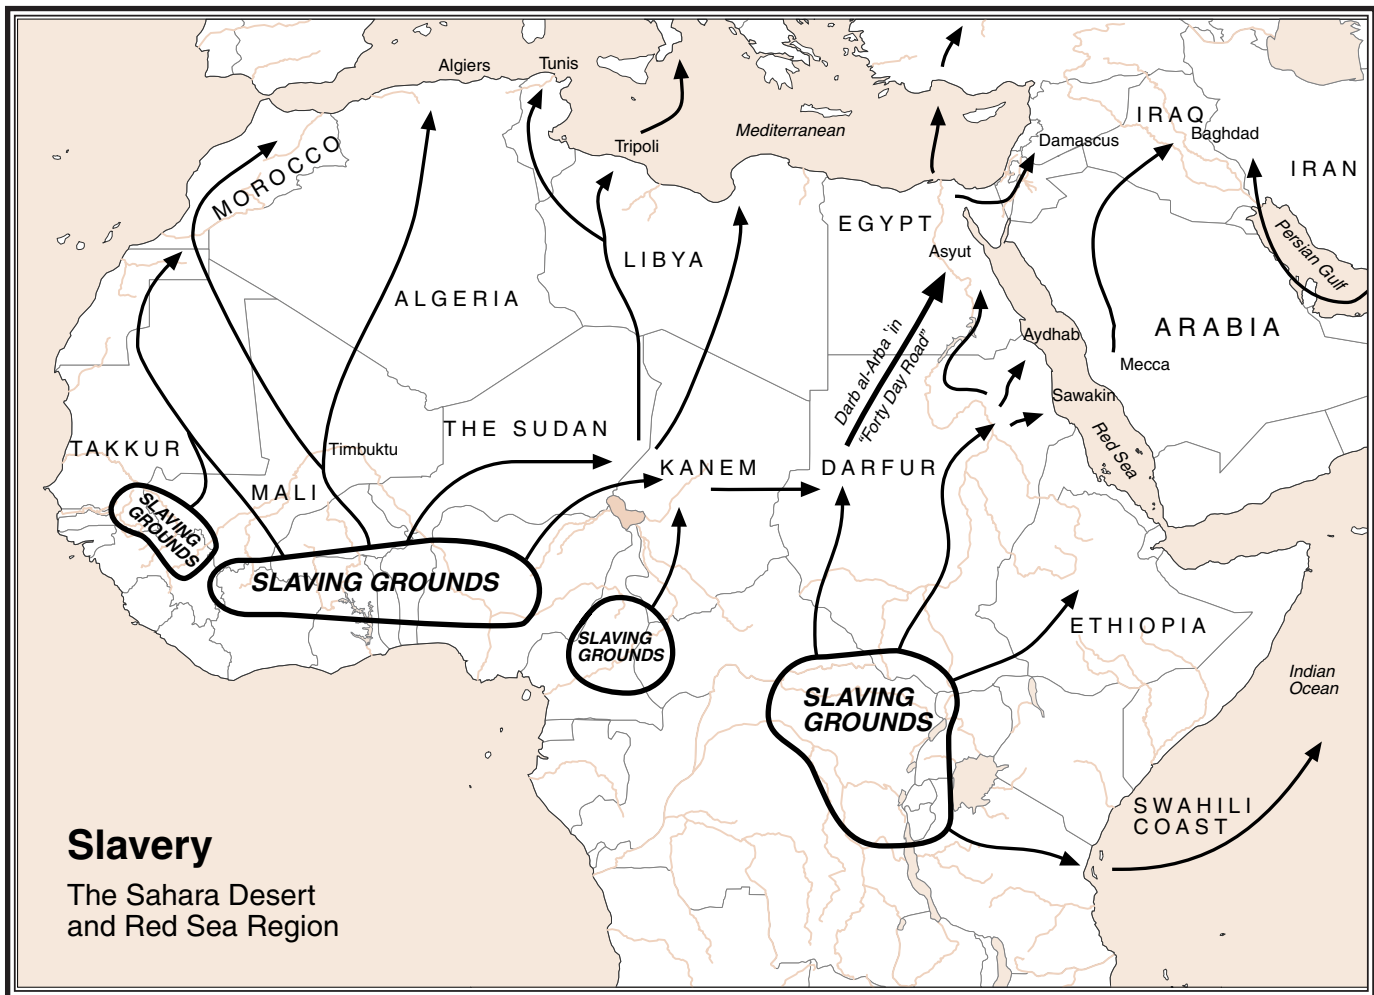 Algiers
Tunis
Tripoli
Mediterranean
Damascus
IRAQ
Baghdad
IRAN
MOROCCO
EGYPT
Persian Gulf
LIBYA
Asyut
ALGERIA
ARABIA
Aydhab
Darb al-Arba`in
“Forty Day Road”
Mecca
Sawakin
Red Sea
TAKKUR
Timbuktu
THE SUDAN
KANEM
DARFUR
MALI
SLAVING
GROUNDS
SLAVING GROUNDS
SLAVING
GROUNDS
ETHIOPIA
Indian
Ocean
SLAVING
GROUNDS
SWAHILI
COAST
Slavery
The Sahara Desert
and Red Sea Region